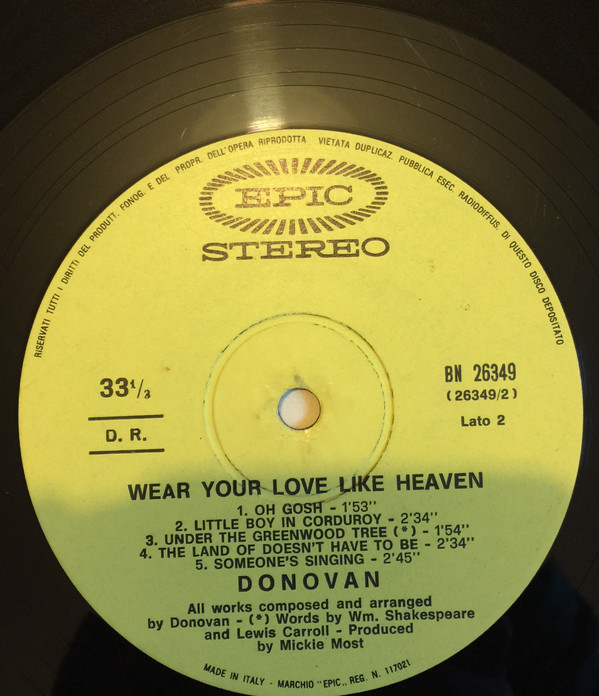 RISERVATI TUTTI I DIRITTI DEL PRODUTT. FONOG. E DEL PROPR. DELL'OPERA RIPRODOTTA VIETATA DUPLICAZ. PUBBLICA ESEC. RADIODIFFUS. DI QUESTO DISCO DEPOSITATO
EPIC
STEREO
33 1/3
D. R.
BN 26349
(26349/2)
Lato 2
WEAR YOUR LOVE LIKE HEAVEN
1. OH GOSH - 1'53''
2. LITTLE BOY IN CORDUROY - 2'34''
3. UNDER THE GREENWOOD TREE (*) - 1'54''
4. THE LAND OF DOESN'T HAVE TO BE - 2'34''
5. SOMEONE'S SINGING - 2'45''
DONOVAN
All works composed and arranged
by Donovan - (*) Words by Wm. Shakespeare
and Lewis Carroll - Produced
by Mickie Most
MADE IN ITALY - MARCHIO "EPIC,, REG. N. 117021